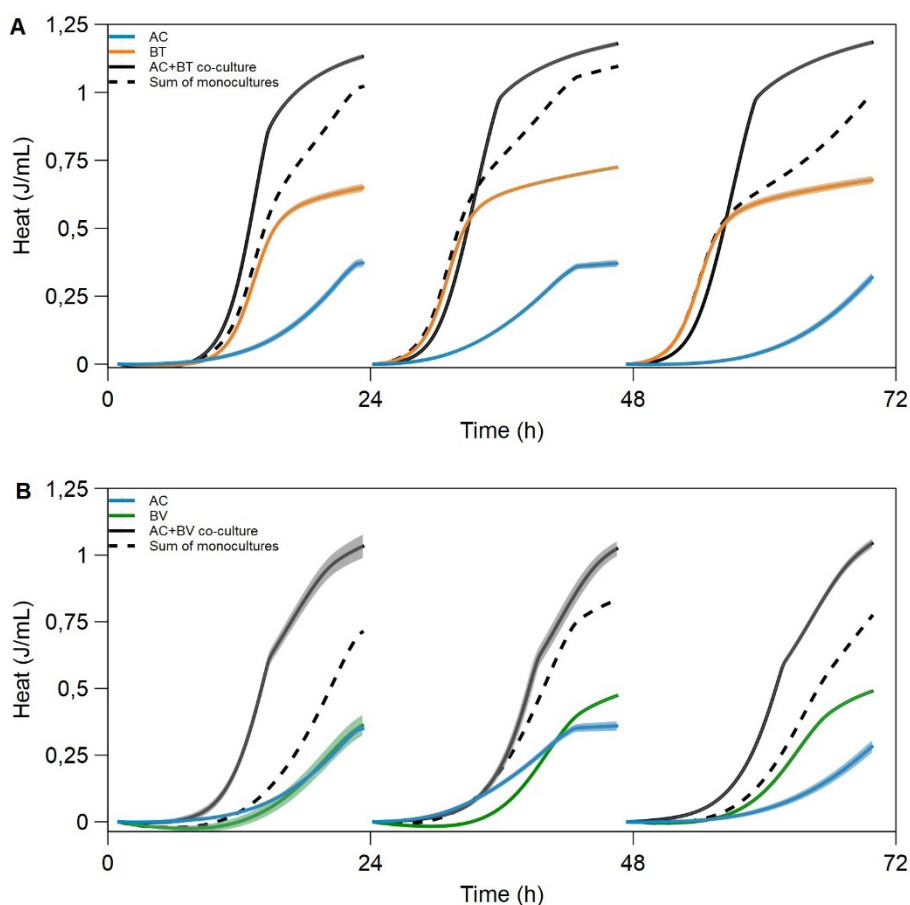 A
1,25
1
0,75
0,5
0,25
0
Heat (J/mL)
AC
BT
AC+BT co-culture
Sum of monocultures
0 24 48 72
Time (h)
B
1,25
1
0,75
0,5
0,25
0
Heat (J/mL)
AC
BV
AC+BV co-culture
Sum of monocultures
0 24 48 72
Time (h)